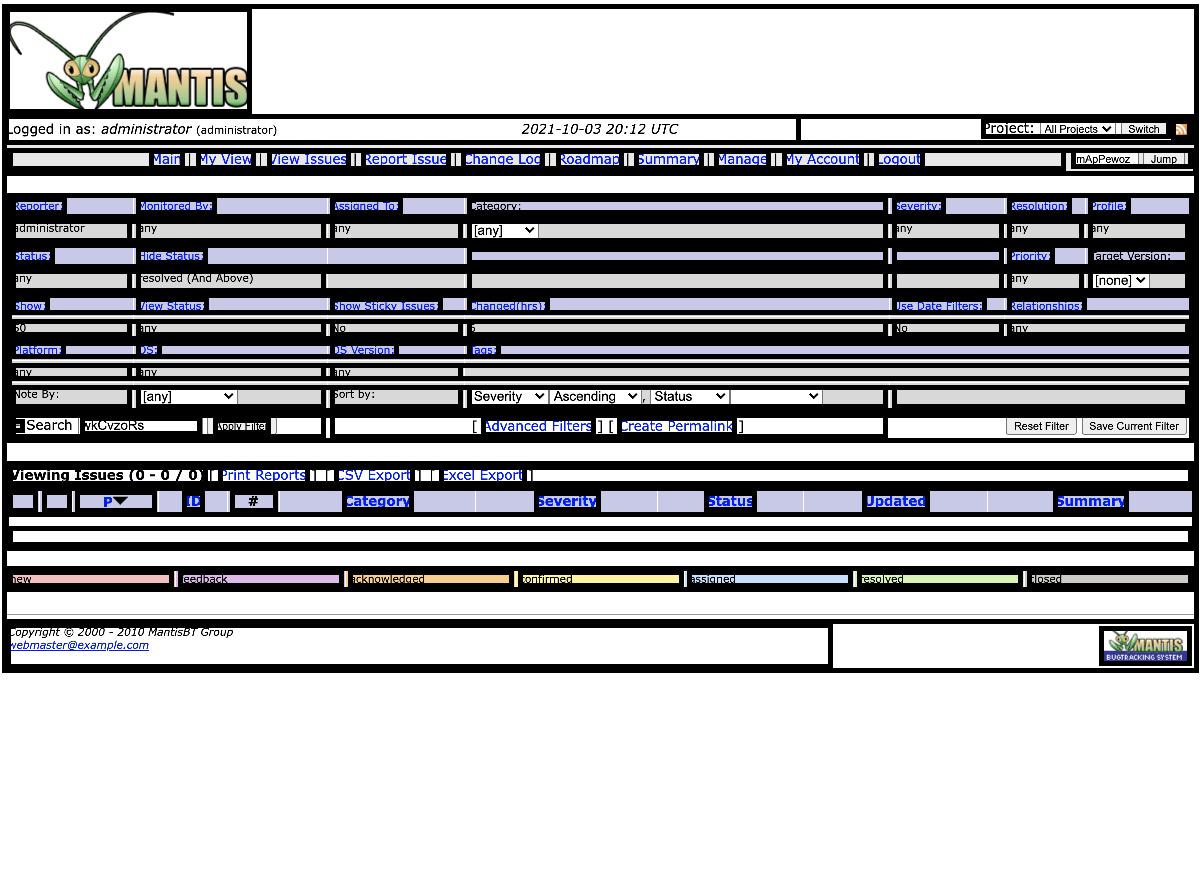 MANTIS
Logged in as: administrator (administrator) 2021-10-03 20:12 UTC Project: All Projects Switch
Main | My View | View Issues | Report Issue | Change Log | Roadmap | Summary | Manage | My Account | Logout mApPewoz Jump
Reporter: Monitored By: Assigned To: Category: Severity: Resolution: Profile:
administrator any any [any] any any any
Status: Hide Status: Priority: Target Version:
any resolved (And Above) any [none]
Show: View Status: Show Sticky Issues: Changed(hrs): Use Date Filters: Relationships:
50 any No 6 No any
Platform: OS: OS Version: Tags:
any any any
Note By: [any] Sort by: Severity Ascending , Status
Search wkCvzoRs Apply Filter [ Advanced Filters ] [ Create Permalink ] Reset Filter Save Current Filter
Viewing Issues (0 - 0 / 0) [ Print Reports ] [ CSV Export ] [ Excel Export ]
P ID # Category Severity Status Updated Summary
new feedback acknowledged confirmed assigned resolved closed
Copyright © 2000 - 2010 MantisBT Group
webmaster@example.com
MANTIS
BUGTRACKING SYSTEM